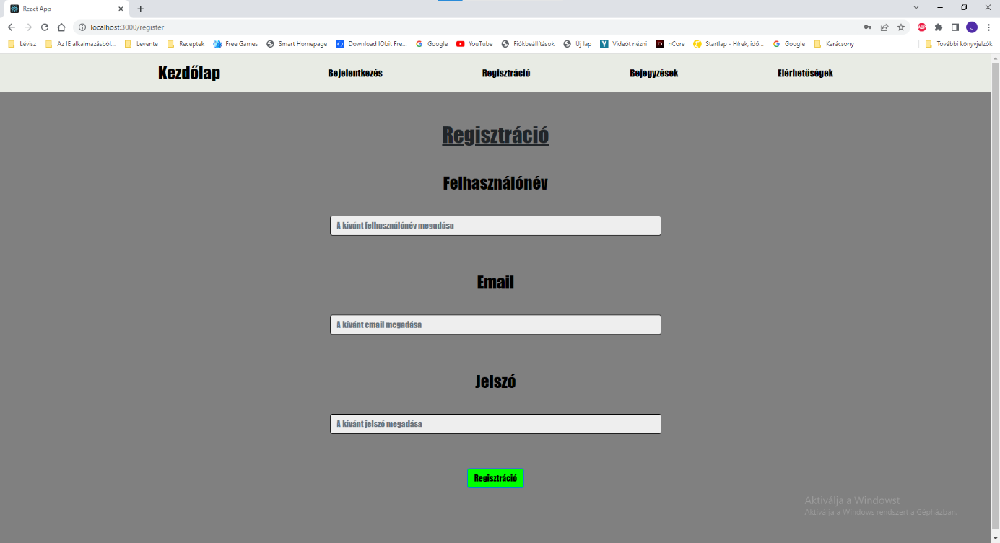 React App
localhost:3000/register
Lévisz Az IE alkalmazásból... Levente Receptek Free Games Smart Homepage Download IObit Fre... Google YouTube Fiókbeállítások Új lap Videót nézni nCore Startlap - Hírek, idő... Google Karácsony További könyvjelzők
Kezdőlap Bejelentkezés Regisztráció Bejegyzések Elérhetőségek
Regisztráció
Felhasználónév
A kívánt felhasználónév megadása
Email
A kívánt email megadása
Jelszó
A kívánt jelszó megadása
Regisztráció
Aktiválja a Windowst
Aktiválja a Windows rendszert a Gépházban.